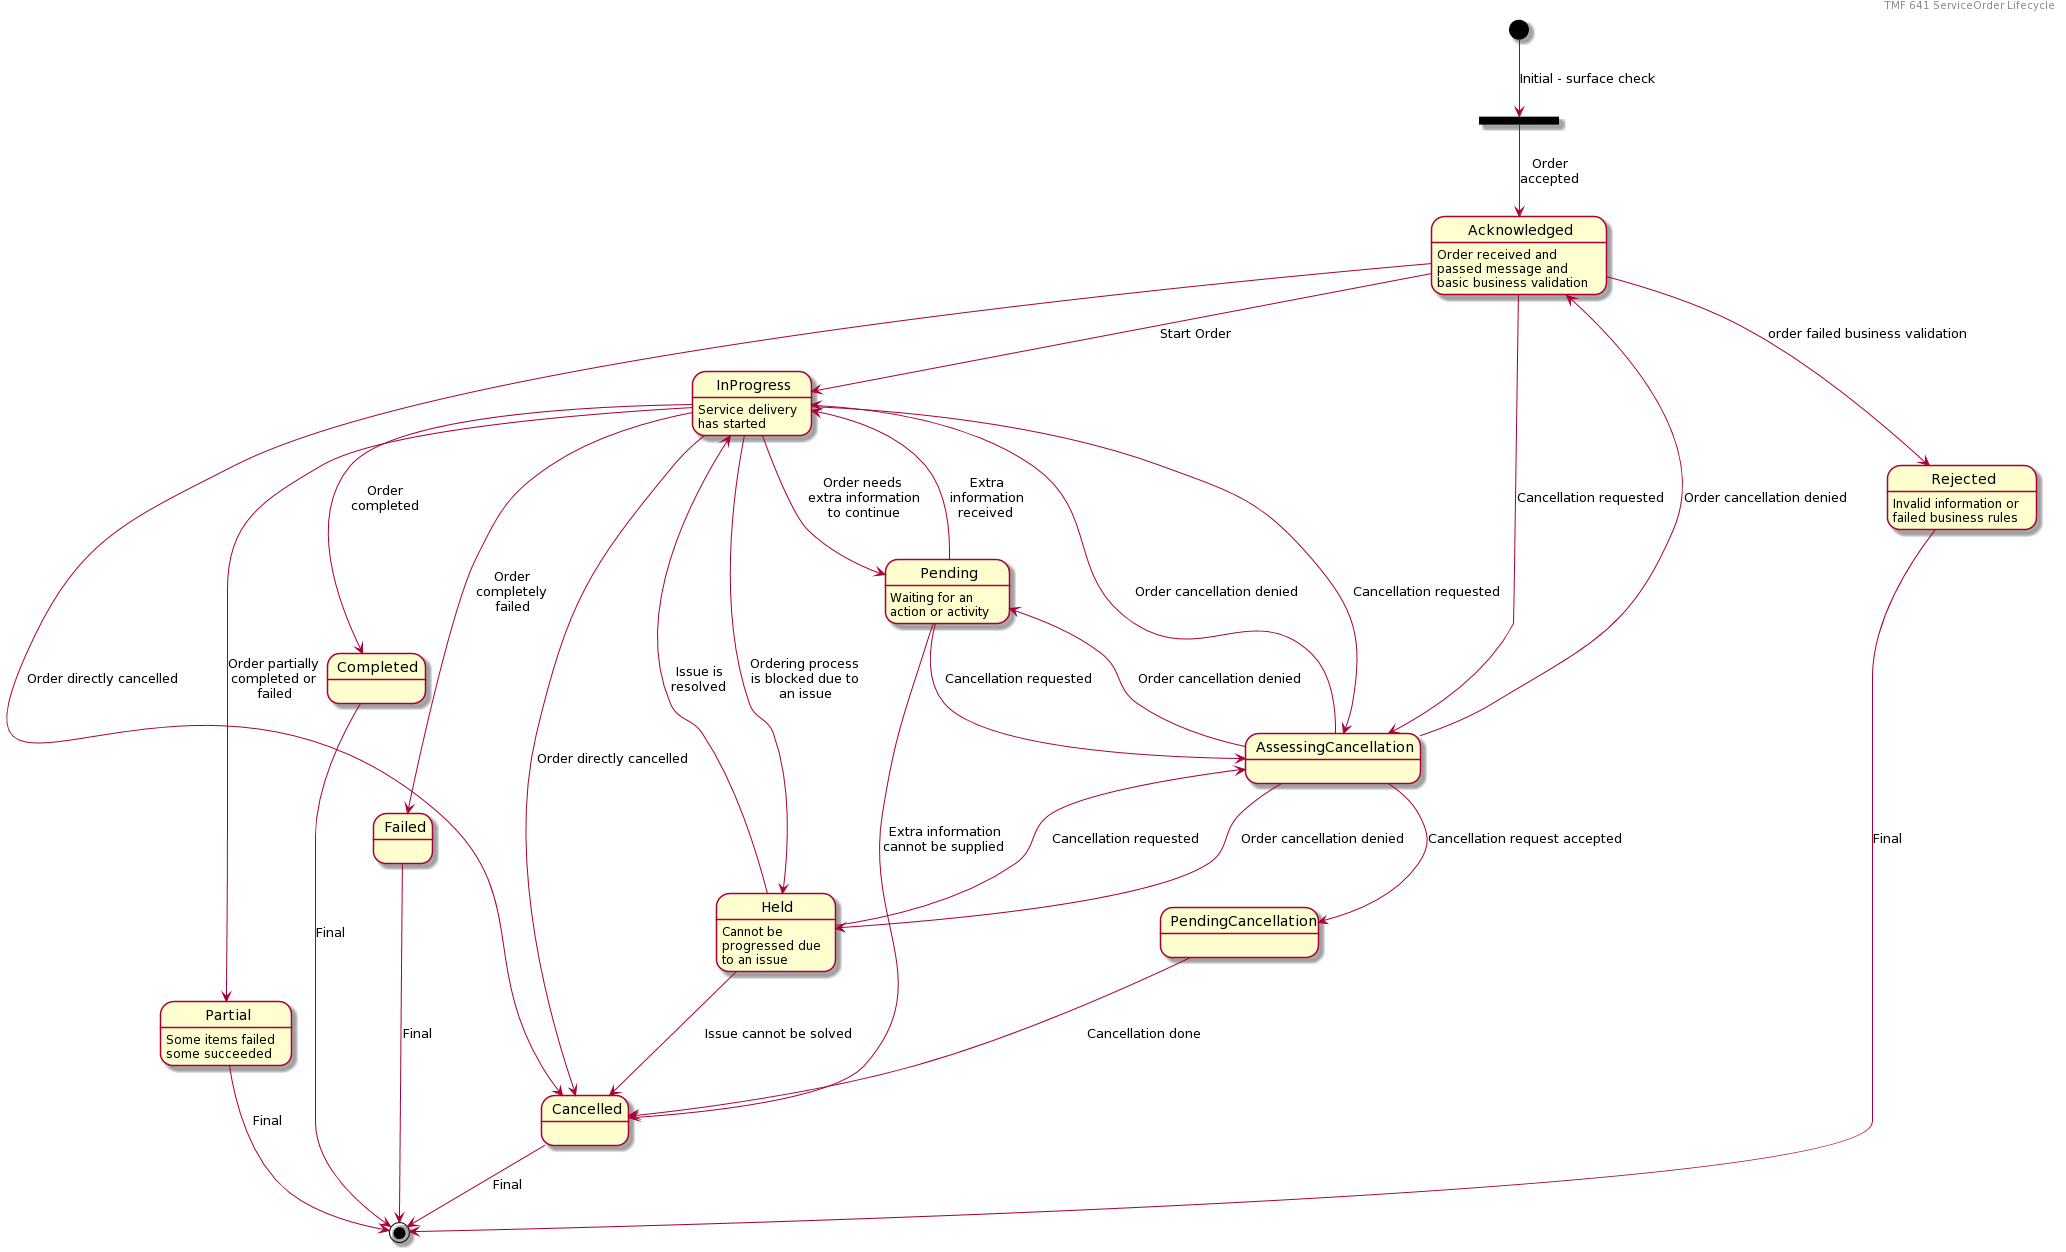 TMF 641 ServiceOrder Lifecycle
Initial - surface check
Order
accepted
Acknowledged
Order received and
passed message and
basic business validation
Start Order
order failed business validation
InProgress
Service delivery
has started
Rejected
Invalid information or
failed business rules
Order
completed
Order needs
extra information
to continue
Extra
information
received
Cancellation requested
Order cancellation denied
Order
completely
failed
Pending
Waiting for an
action or activity
Order cancellation denied
Cancellation requested
Order directly cancelled
Order partially
completed or
failed
Completed
Issue is
resolved
Ordering process
is blocked due to
an issue
Cancellation requested
Order cancellation denied
Order directly cancelled
AssessingCancellation
Failed
Extra information
cannot be supplied
Cancellation requested
Order cancellation denied
Cancellation request accepted
Final
Held
Cannot be
progressed due
to an issue
PendingCancellation
Final
Partial
Some items failed
some succeeded
Final
Issue cannot be solved
Cancellation done
Cancelled
Final
Final